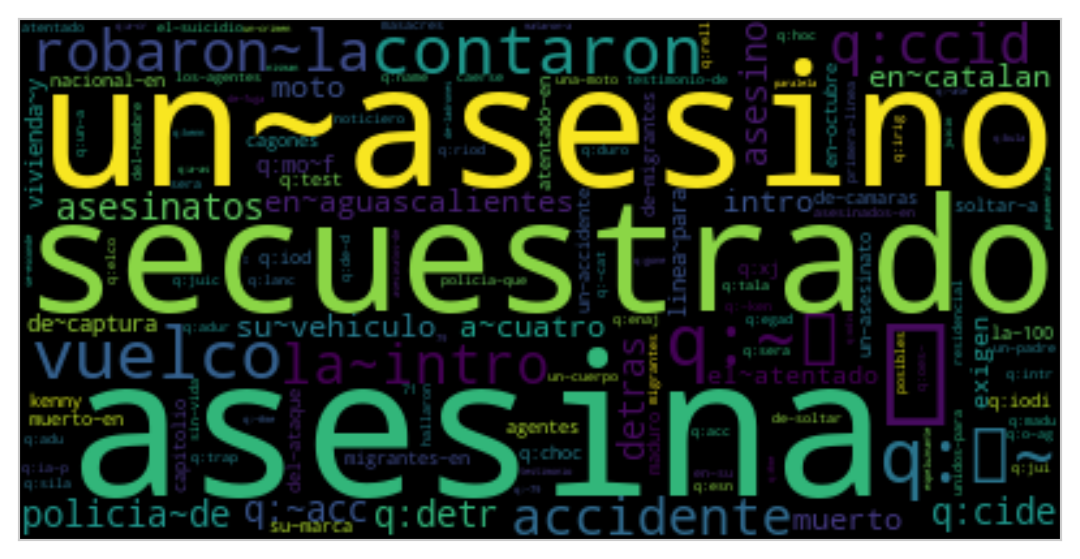 atentado el-suicidio masacres
robaron~la contaron q:rell asesino q:hoc q:ccid
nacional-en los-agentes q:name caerse una-moto testimonio-de en~catalan
moto noticiero cagones
un~asesino
vivienda~y q:un-a del-hombre q:mo~f q:test q:riod q:duro atentado-en de-migrantes en-octubre primera-linea q:irig
asesinatos en~aguascalientes intro de-camaras asesinados-en soltar-a
secuestrado
q:elco q:iod q:juic q:lanc q:de-d policia-que un-accidente q:cat linea~para q:xj q:tala un-asesinato
de~captura q:adur su~vehiculo a~cuatro q:enaj q:egad q:sera residencial exigen la-100
vuelco la~intro un-cuerpo detras migrantes q:~ el~atentado posibles un-padre q:intr
kenny muerto-en q:adu capitolio sin-vida del-ataque hallaron agentes de-soltar q:iodi q:madu q:o-ag
asesina
q:ia-p q:sila q:trap migrantes-en q:choc maduro q:acc q:esn en-su q:~ unidos-para q:jui
policia~de q:~acc su-marca q:detr accidente muerto q:cide